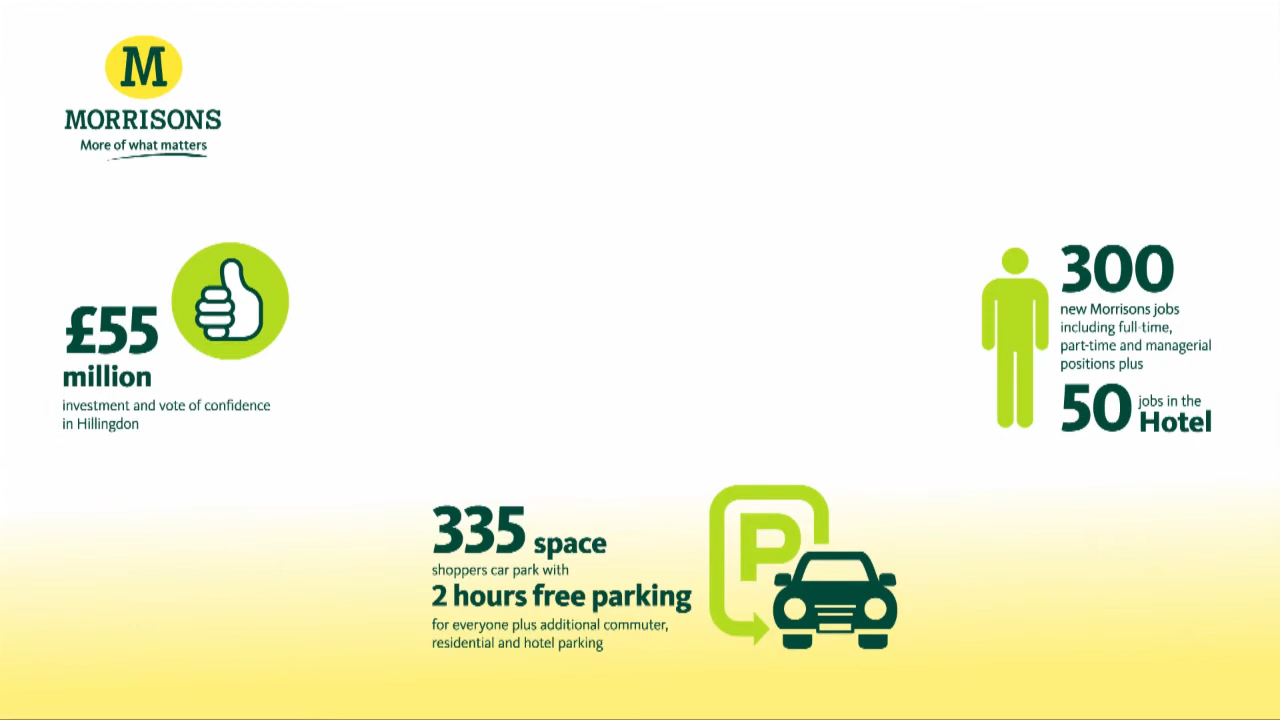 M
MORRISONS
More of what matters
£55
million
investment and vote of confidence
in Hillingdon
300
new Morrisons jobs
including full-time,
part-time and managerial
positions plus
50 jobs in the
Hotel
335 space
shoppers car park with
2 hours free parking
for everyone plus additional commuter,
residential and hotel parking
P